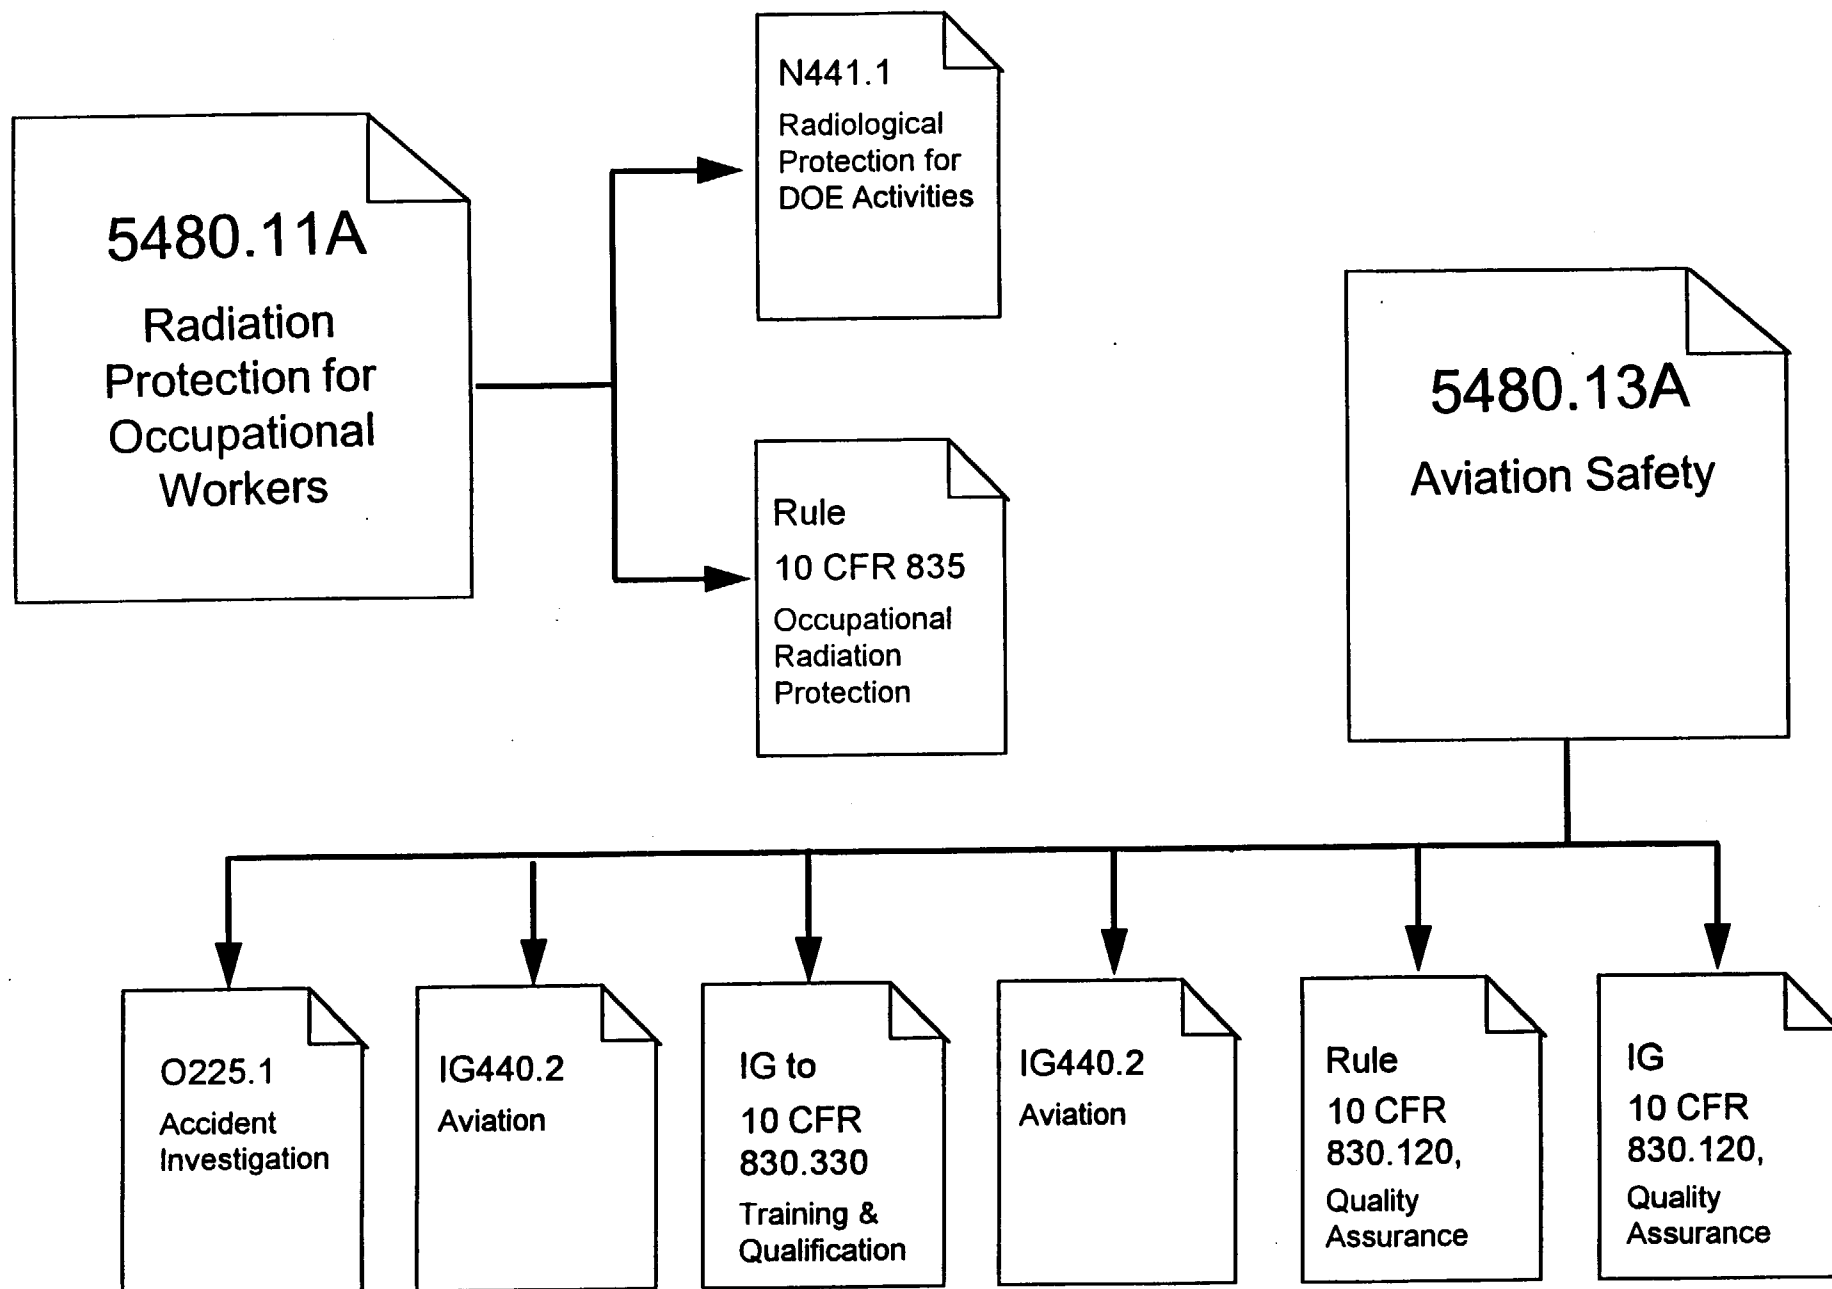 N441.1
Radiological
Protection for
DOE Activities
5480.11A
Radiation
Protection for
Occupational
Workers
Rule
10 CFR 835
Occupational
Radiation
Protection
5480.13A
Aviation Safety
O225.1
Accident
Investigation
IG440.2
Aviation
IG to
10 CFR
830.330
Training &
Qualification
IG440.2
Aviation
Rule
10 CFR
830.120,
Quality
Assurance
IG
10 CFR
830.120,
Quality
Assurance